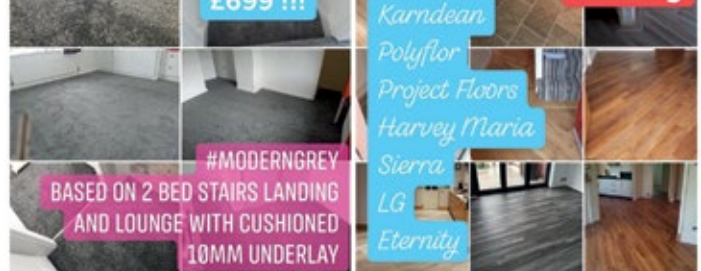 £699 !!!
#MODERNGREY
BASED ON 2 BED STAIRS LANDING
AND LOUNGE WITH CUSHIONED
10MM UNDERLAY
Karndean
Polyflor
Project Floors
Harvey Maria
Sierra
LG
Eternity